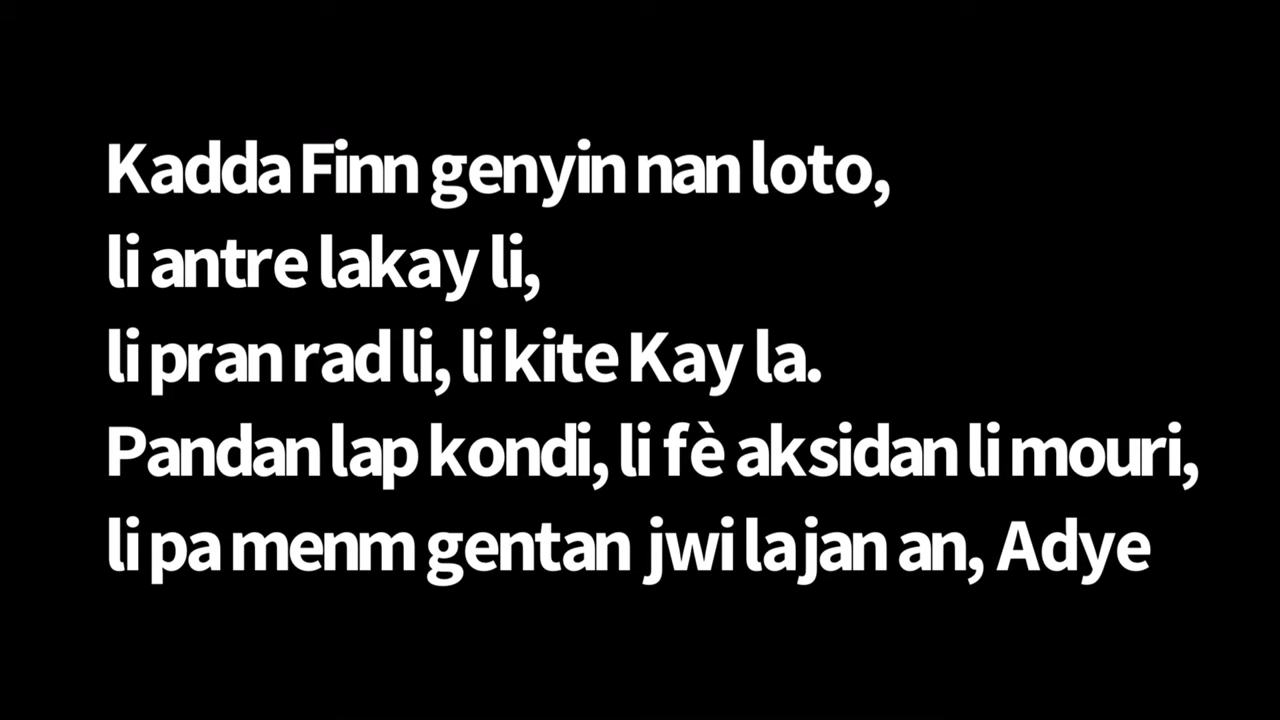 Kadda Finn genyin nan loto,
li antre lakay li,
li pran rad li, li kite Kay la.
Pandan lap kondi, li fè aksidan li mouri,
li pa menm gentan jwi lajan an, Adye